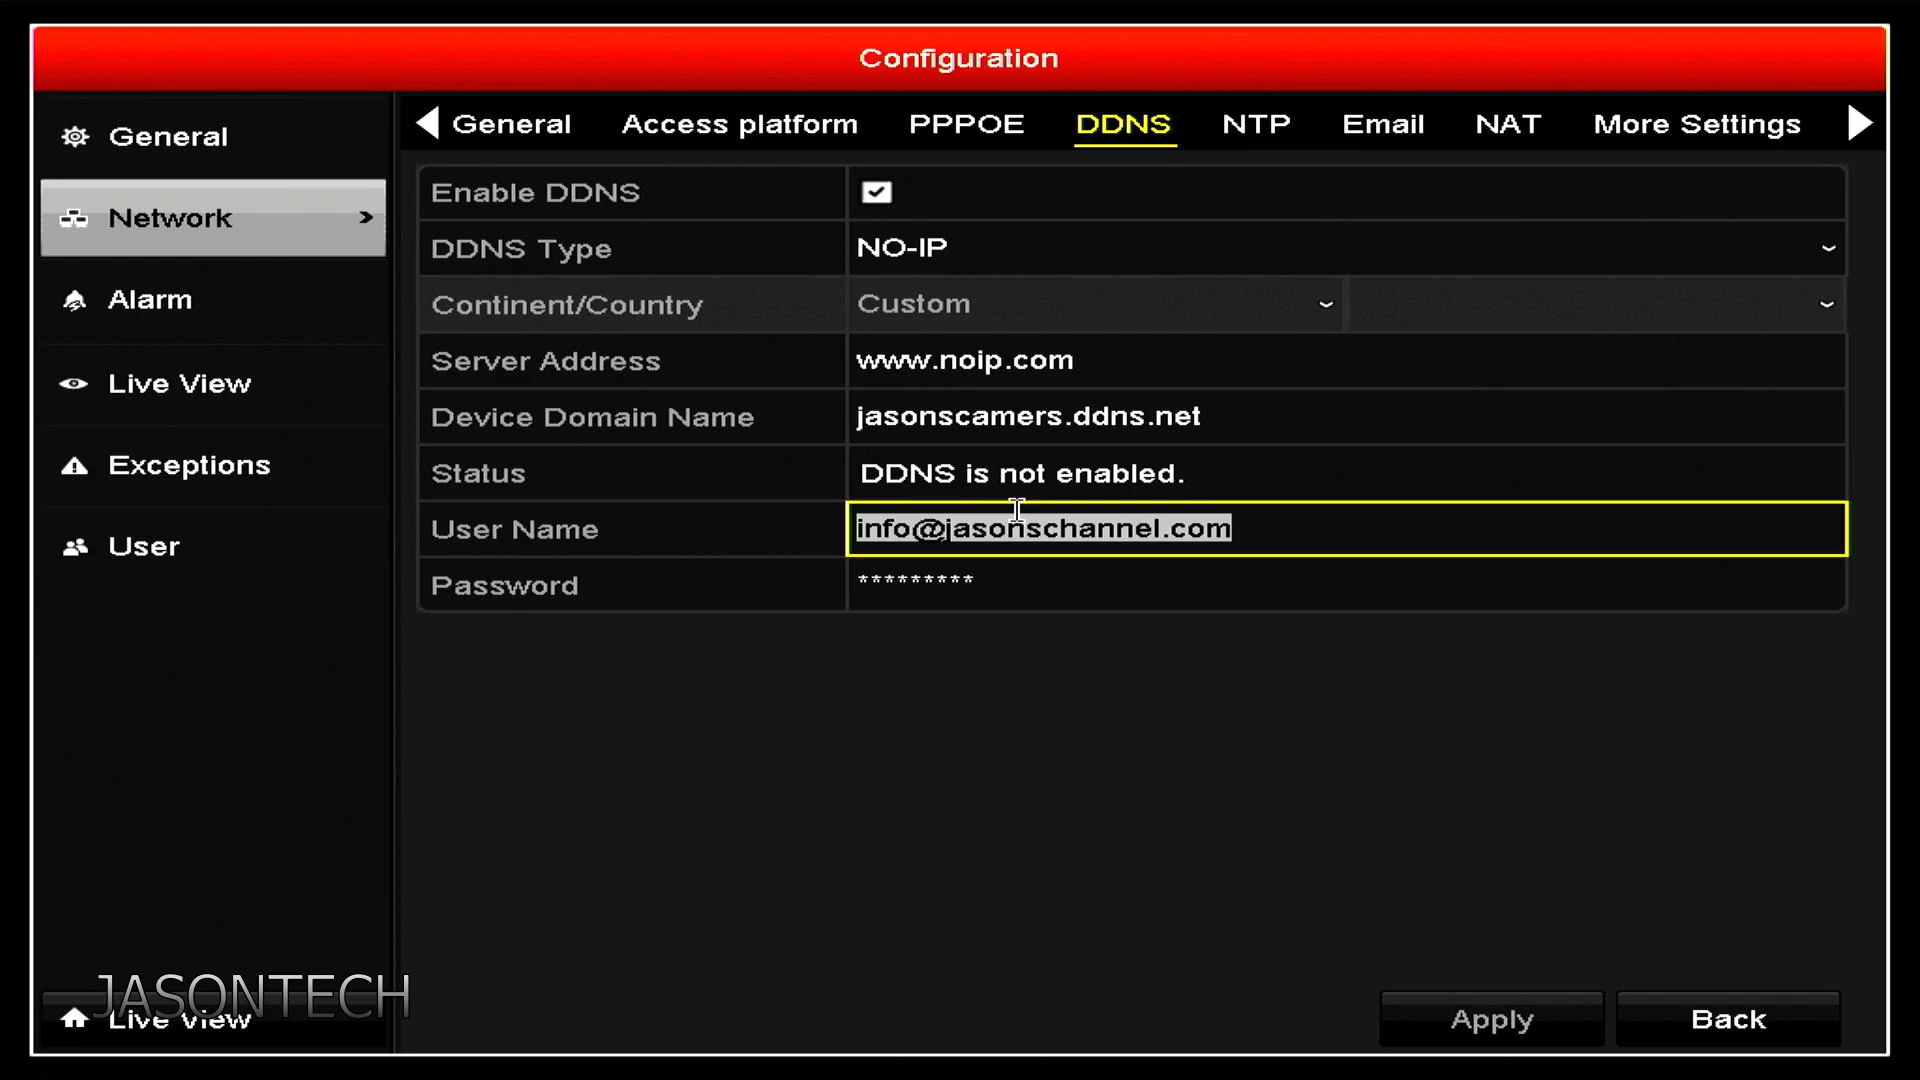 Configuration
General
Network >
Alarm
Live View
Exceptions
User
Live View
JASONTECH
General Access platform PPPOE DDNS NTP Email NAT More Settings
Enable DDNS
DDNS Type NO-IP
Continent/Country Custom
Server Address www.noip.com
Device Domain Name jasonscamers.ddns.net
Status DDNS is not enabled.
User Name info@jasonschannel.com
Password *********
Apply Back